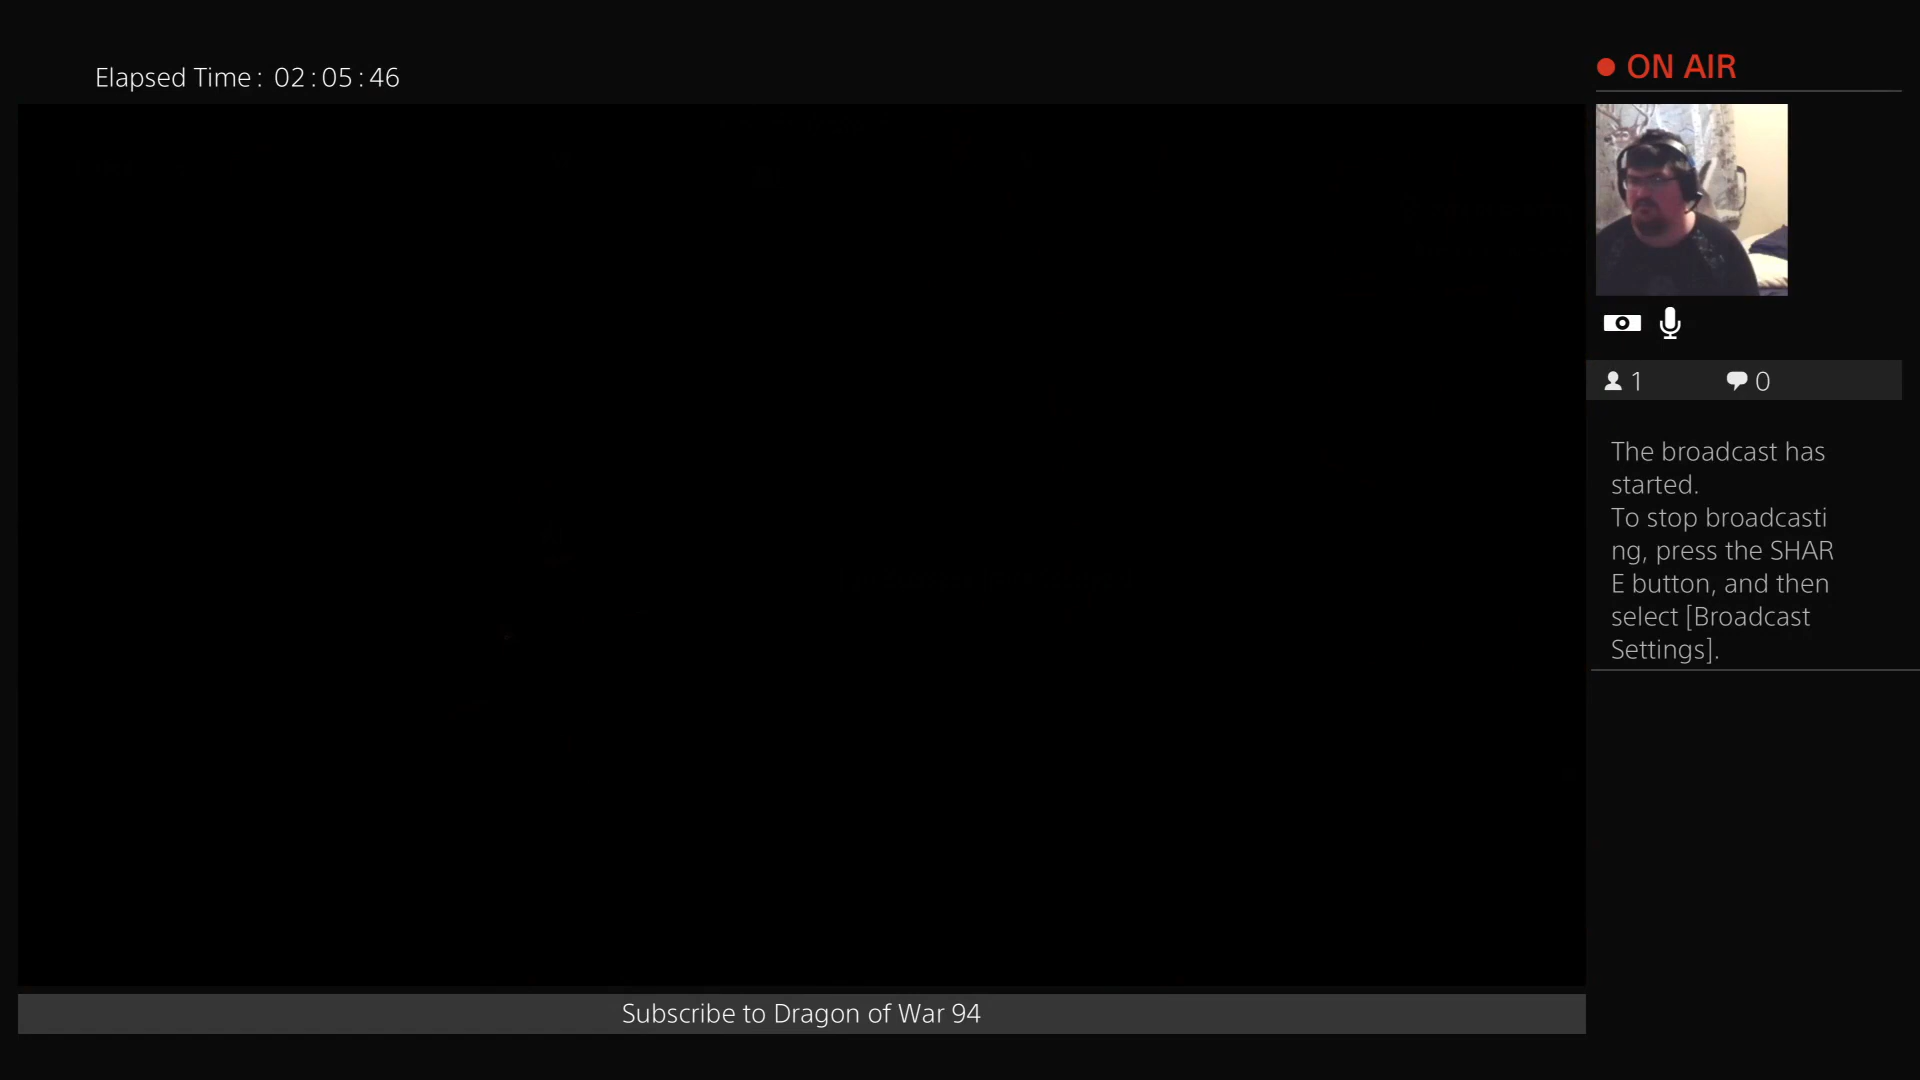 Elapsed Time: 02:05:46
ON AIR
1
0
The broadcast has
started.
To stop broadcasti
ng, press the SHAR
E button, and then
select [Broadcast
Settings].
Subscribe to Dragon of War 94